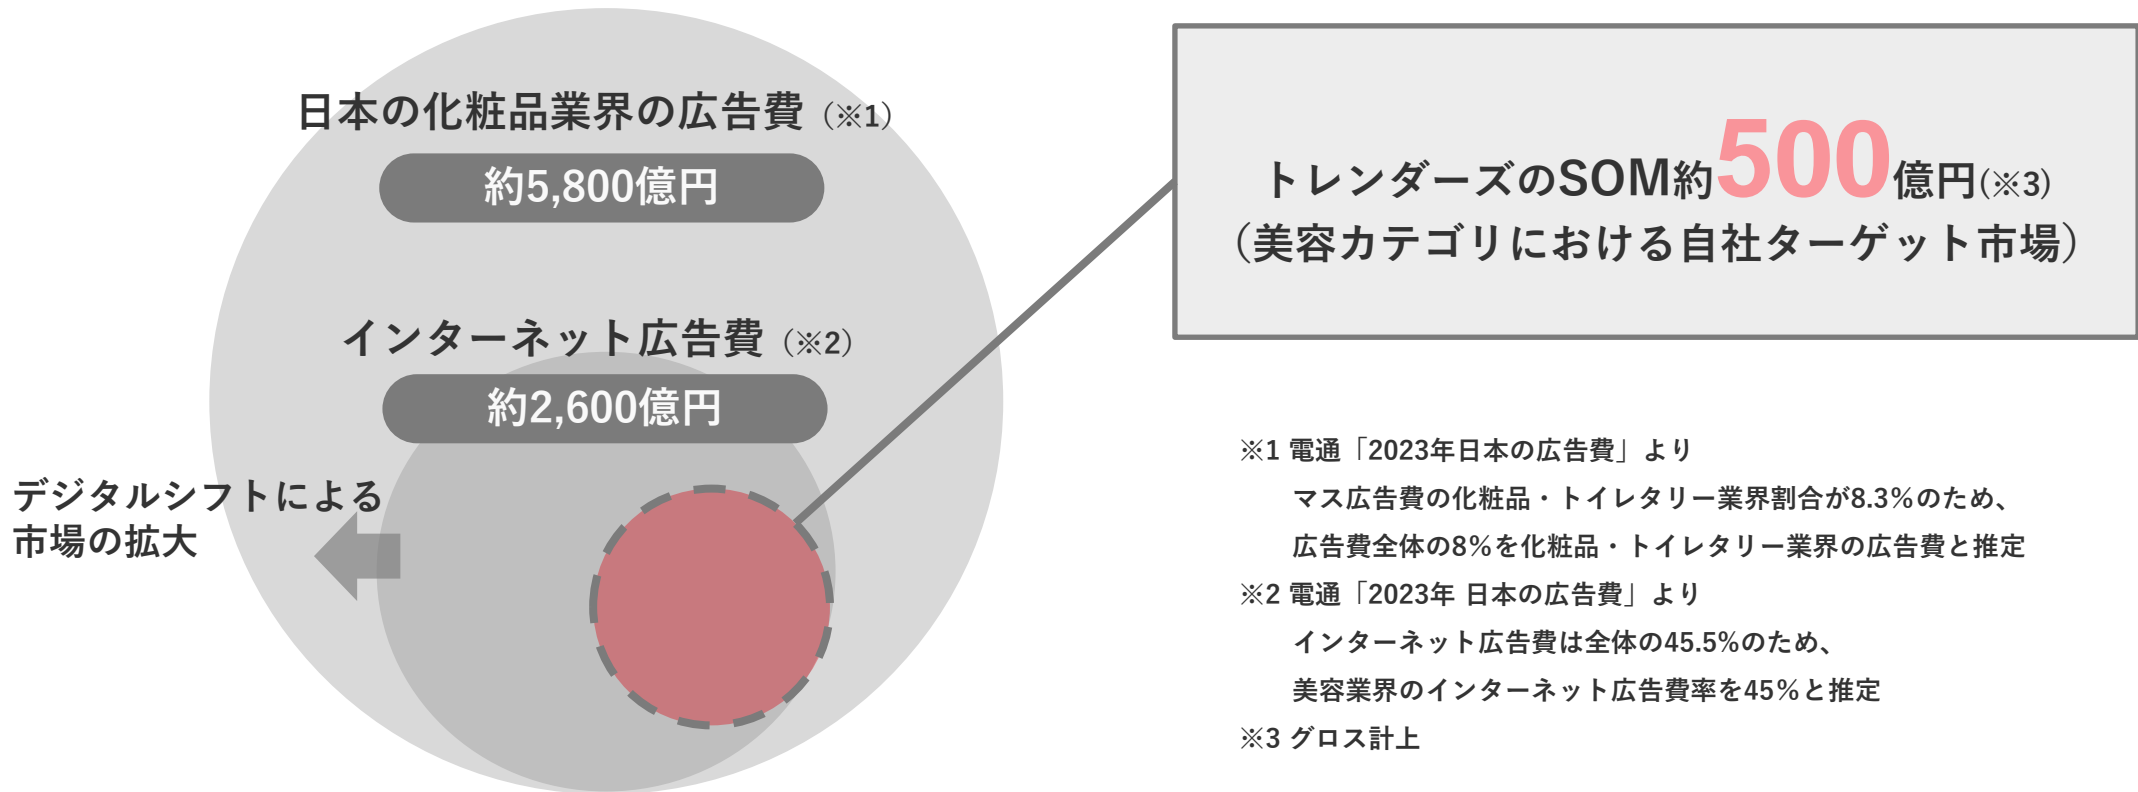 日本の化粧品業界の広告費（※1）
約5,800億円
インターネット広告費（※2）
約2,600億円
デジタルシフトによる
市場の拡大
トレンダーズのSOM約500億円(※3)
（美容カテゴリにおける自社ターゲット市場）
※1 電通「2023年日本の広告費」より
マス広告費の化粧品・トイレタリー業界割合が8.3%のため、
広告費全体の8%を化粧品・トイレタリー業界の広告費と推定
※2 電通「2023年 日本の広告費」より
インターネット広告費は全体の45.5%のため、
美容業界のインターネット広告費率を45%と推定
※3 グロス計上